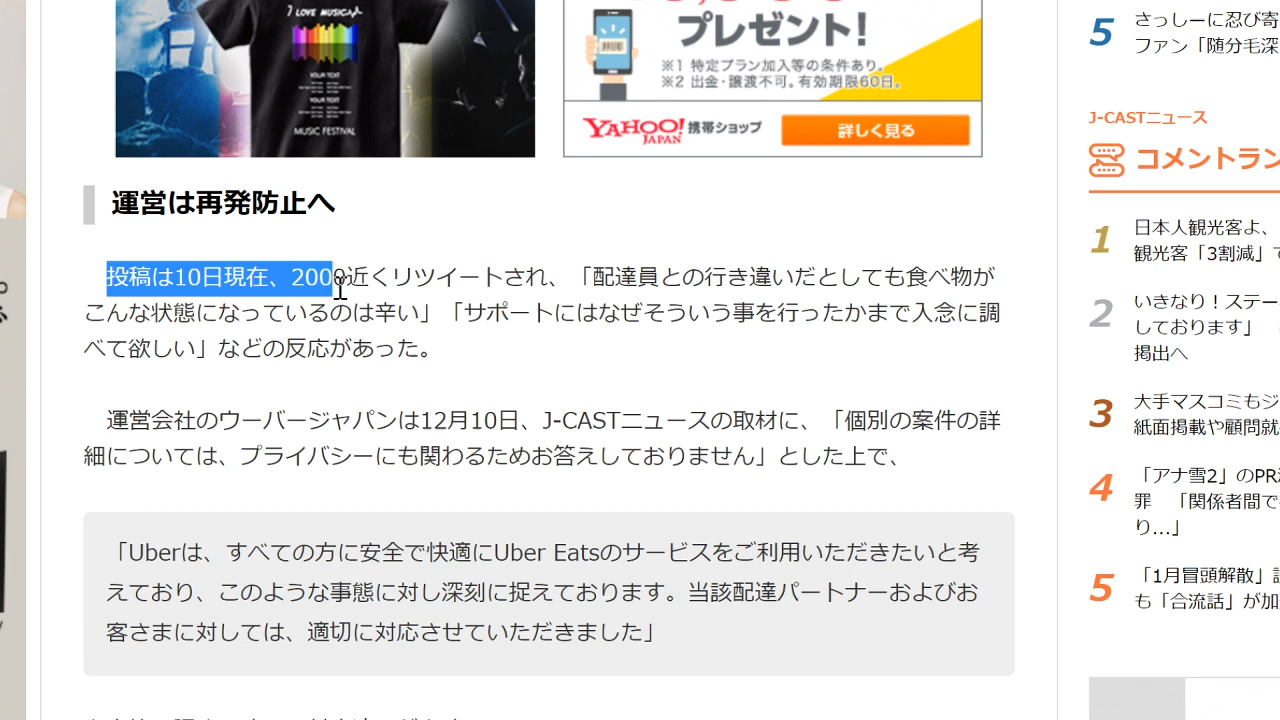 I LOVE MUSIC
YOUR TEXT
YOUR TEXT
MUSIC FESTIVAL
プレゼント!
※1 特定プラン加入等の条件あり。
※2 出金・譲渡不可。有効期限60日。
YAHOO! JAPAN 携帯ショップ
詳しく見る
運営は再発防止へ
投稿は10日現在、2000近くリツイートされ、「配達員との行き違いだとしても食べ物が
こんな状態になっているのは辛い」「サポートにはなぜそういう事を行ったかまで入念に調
べて欲しい」などの反応があった。
運営会社のウーバージャパンは12月10日、J-CASTニュースの取材に、「個別の案件の詳
細については、プライバシーにも関わるためお答えしておりません」とした上で、
「Uberは、すべての方に安全で快適にUber Eatsのサービスをご利用いただきたいと考
えており、このような事態に対し深刻に捉えております。当該配達パートナーおよびお
客さまに対しては、適切に対応させていただきました」
5
さっしーに忍び寄
ファン「随分毛深
J-CASTニュース
コメントラン
1
日本人観光客よ、
観光客「3割減」で
2
いきなり!ステー
しております」
掲出へ
3
大手マスコミもジ
紙面掲載や顧問就
4
「アナ雪2」のPR
罪 「関係者間で
り…」
5
「1月冒頭解散」
も「合流話」が加